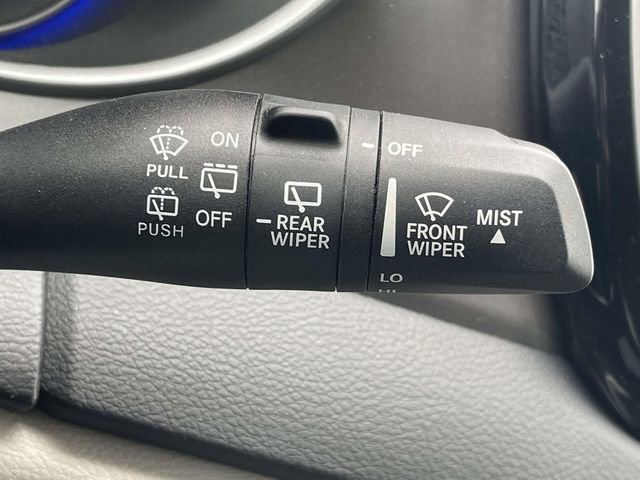 ON
PULL
OFF
PUSH
REAR
WIPER
OFF
FRONT
WIPER
MIST
LO